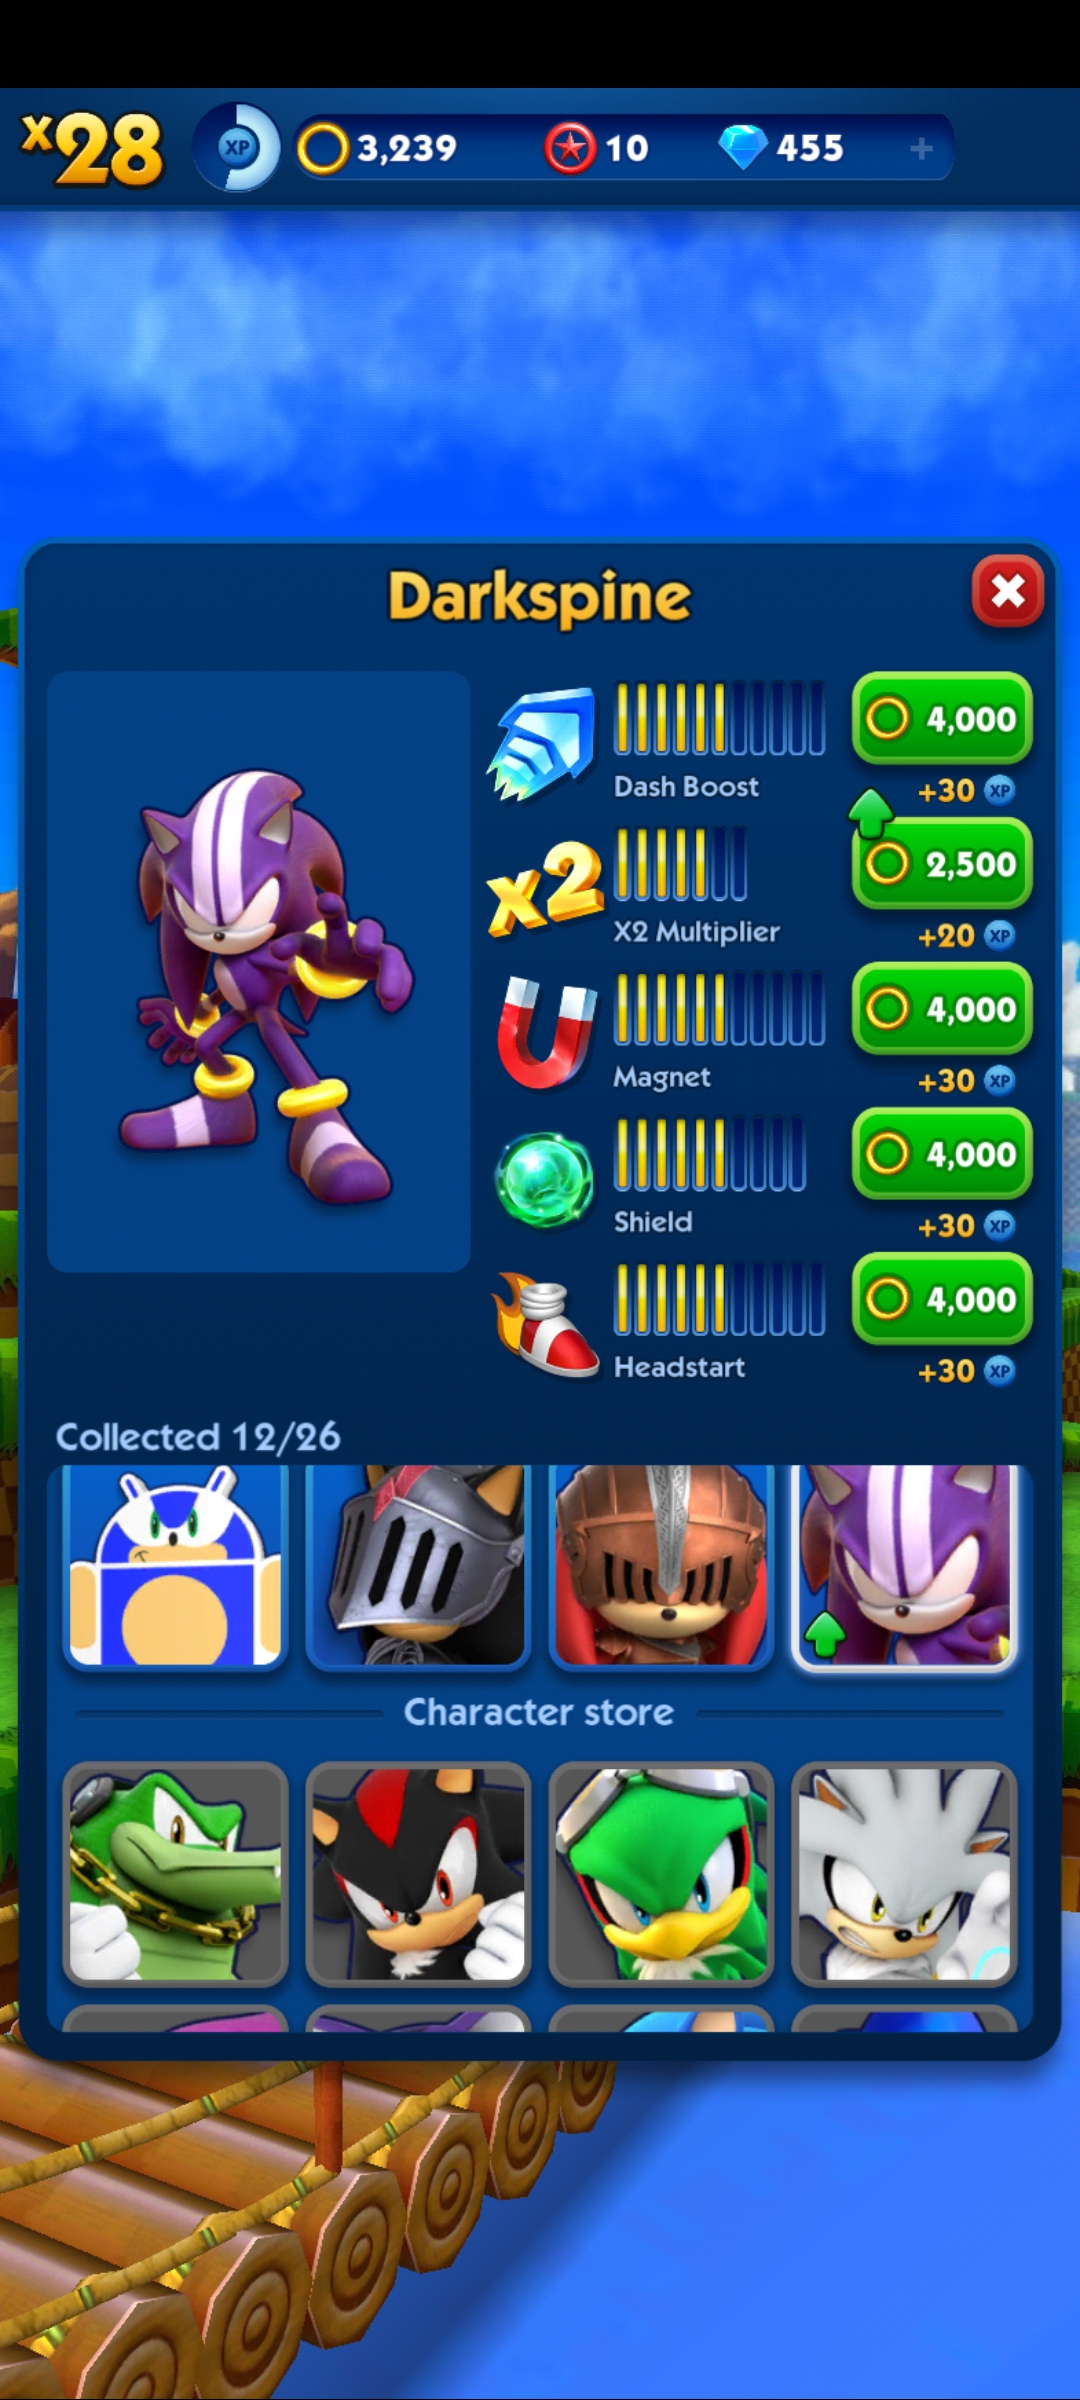 x28
XP
3,239
10
455
+
Darkspine
4,000
Dash Boost
+30 XP
x2
2,500
X2 Multiplier
+20 XP
4,000
Magnet
+30 XP
4,000
Shield
+30 XP
4,000
Headstart
+30 XP
Collected 12/26
Character store